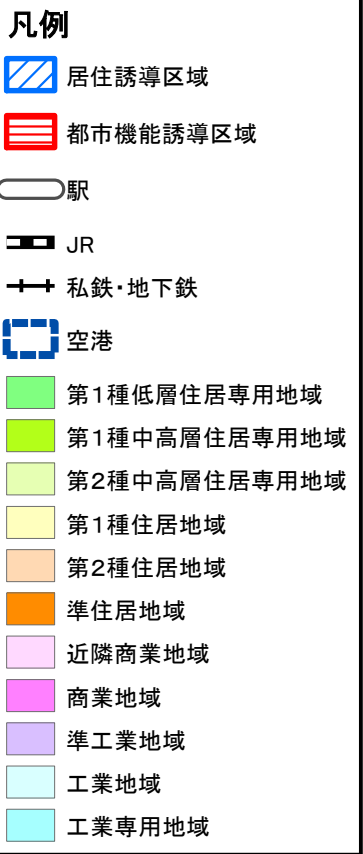 凡例
居住誘導区域
都市機能誘導区域
駅
JR
私鉄・地下鉄
空港
第1種低層住居専用地域
第1種中高層住居専用地域
第2種中高層住居専用地域
第1種住居地域
第2種住居地域
準住居地域
近隣商業地域
商業地域
準工業地域
工業地域
工業専用地域